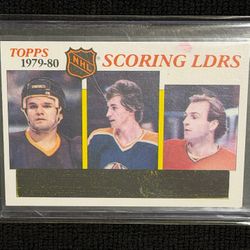 TOPPS
1979-80
NHL
SCORING LDRS